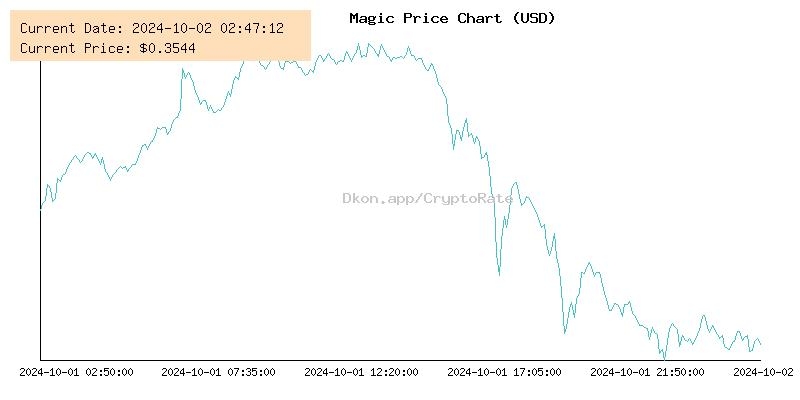 Magic Price Chart (USD)
Current Date: 2024-10-02 02:47:12
Current Price: $0.3544
Dkon.app/CryptoRate
2024-10-01 02:50:00 2024-10-01 07:35:00 2024-10-01 12:20:00 2024-10-01 17:05:00 2024-10-01 21:50:00 2024-10-02